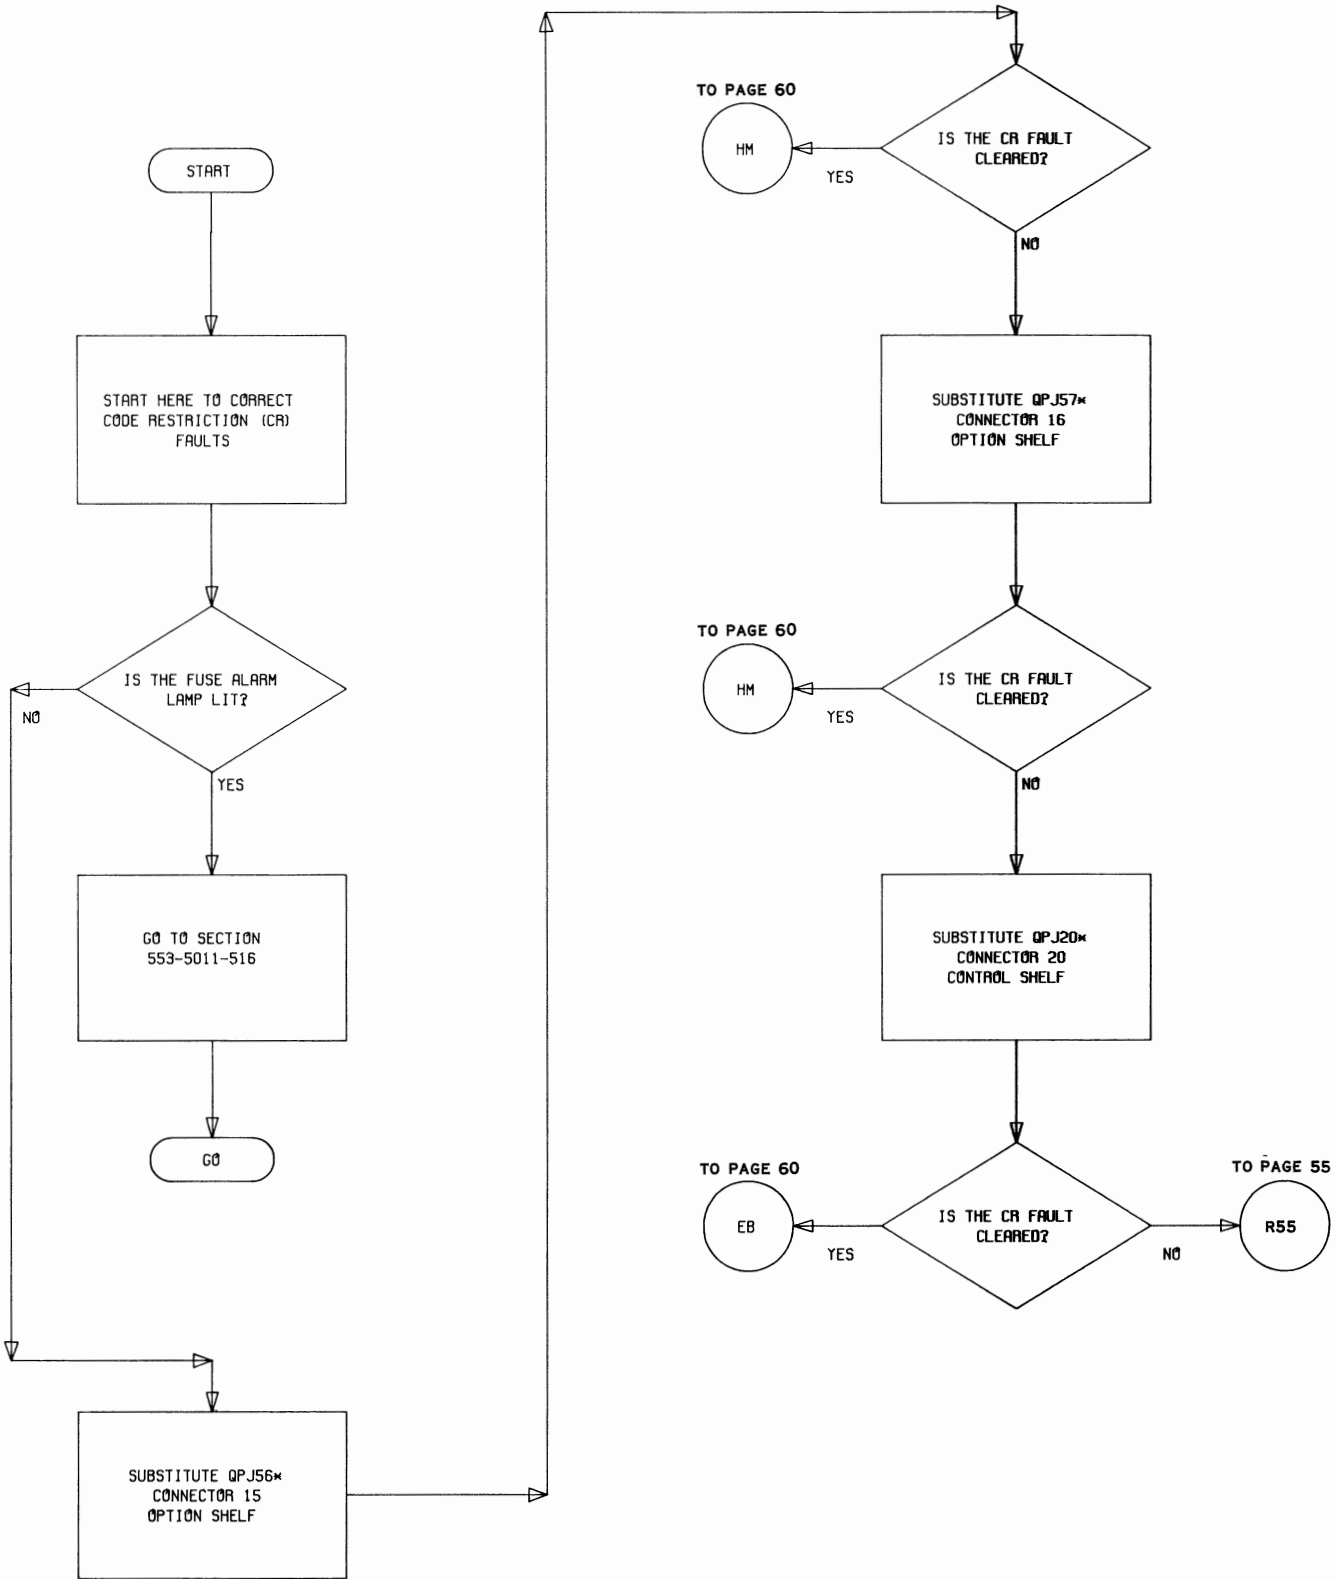 START
START HERE TO CORRECT
CODE RESTRICTION (CR)
FAULTS
IS THE FUSE ALARM
LAMP LIT?
NO
YES
GO TO SECTION
553-5011-516
GO
SUBSTITUTE QPJ56*
CONNECTOR 15
OPTION SHELF
TO PAGE 60
HM
YES
IS THE CR FAULT
CLEARED?
NO
SUBSTITUTE QPJ57*
CONNECTOR 16
OPTION SHELF
TO PAGE 60
HM
YES
IS THE CR FAULT
CLEARED?
NO
SUBSTITUTE QPJ20*
CONNECTOR 20
CONTROL SHELF
TO PAGE 60
EB
YES
IS THE CR FAULT
CLEARED?
NO
TO PAGE 55
R55